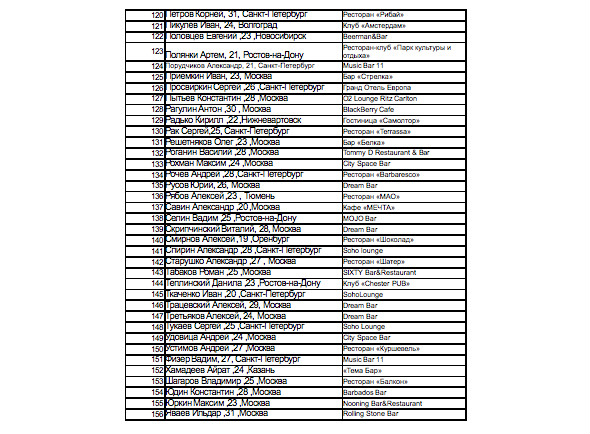 120 Петров Корней, 31, Санкт-Петербург Ресторан «Рибай»
121 Пикулев Иван, 24, Волгоград Клуб «Амстердам»
122 Половцев Евгений ,23 ,Новосибирск Beerman&Bar
123 Полянки Артем, 21, Ростов-на-Дону Ресторан-клуб «Парк культуры и
отдыха»
124 Порудчиков Александр, 21, Санкт-Петербург Music Bar 11
125 Приемкин Иван, 23, Москва Бар «Стрелка»
126 Просвиркин Сергей ,26 ,Санкт-Петербург Гранд Отель Европа
127 Пытьев Константин ,28 ,Москва O2 Lounge Ritz Carlton
128 Рагулин Антон ,30 , Москва BlackBerry Cafe
129 Радько Кирилл ,22 ,Нижневартовск Гостиница «Самолтор»
130 Рак Сергей,25, Санкт-Петербург Ресторан «Terrassa»
131 Решетняков Олег ,23 ,Москва Бар «Белка»
132 Роганин Василий ,28 ,Москва Tommy D Restaurant & Bar
133 Рохман Максим ,24 ,Москва City Space Bar
134 Рочев Андрей ,28 ,Санкт-Петербург Ресторан «Barbaresco»
135 Русов Юрий, 26, Москва Dream Bar
136 Рябов Алексей ,23 , Тюмень Ресторан «МАО»
137 Савин Александр ,20 ,Москва Кафе «МЕЧТА»
138 Селин Вадим ,25 ,Ростов-на-Дону MOJO Bar
139 Скрипчинский Виталий, 28, Москва Dream Bar
140 Смирнов Алексей ,19 ,Оренбург Ресторан «Шоколад»
141 Спирин Александр ,28 ,Санкт-Петербург Soho lounge
142 Старушко Александр ,27 , Москва Ресторан «Шатер»
143 Табаков Роман ,25 ,Москва SIXTY Bar&Restaurant
144 Теплинский Данила ,23 ,Ростов-на-Дону Клуб «Chester PUB»
145 Ткаченко Иван ,20 ,Санкт-Петербург SohoLounge
146 Трацевский Алексей, 29, Москва Dream Bar
147 Третьяков Алексей, 24, Москва Dream Bar
148 Тукаев Сергей ,25 ,Санкт-Петербург Soho Lounge
149 Удовица Андрей ,24 ,Москва City Space Bar
150 Устимов Андрей ,27 ,Москва Ресторан «Куршевель»
151 Физер Вадим, 27, Санкт-Петербург Music Bar 11
152 Хамадеев Айрат ,24 ,Казань «Тема Бар»
153 Шагаров Владимир ,25 ,Москва Ресторан «Балкон»
154 Юдин Константин ,28 ,Москва Barbados Bar
155 Юркин Максим ,23 ,Москва Nooning Bar&Restaurant
156 Яваев Ильдар ,31 ,Москва Rolling Stone Bar